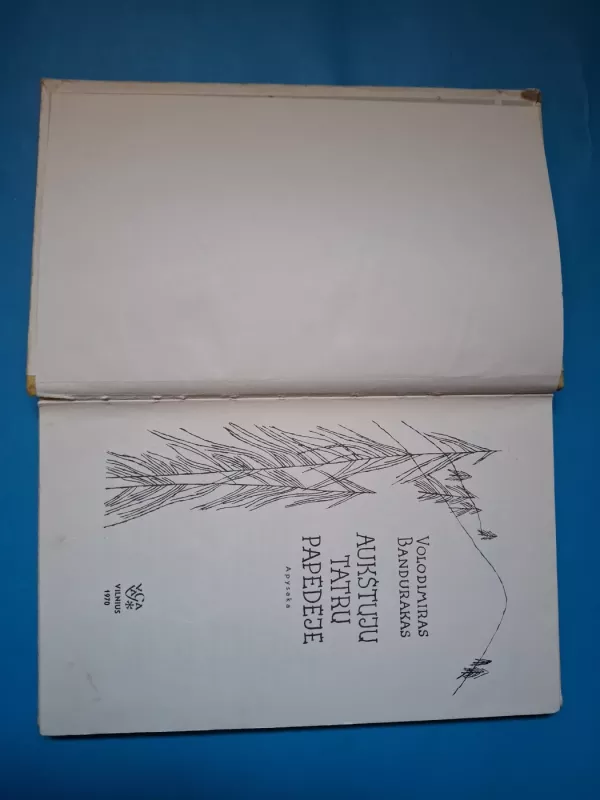 VOLODIMIRAS
BANDURAKAS
AUKŠTŲJŲ
TATRŲ
PAPĖDĖJE
Apysaka
VAGA
VILNIUS
1970